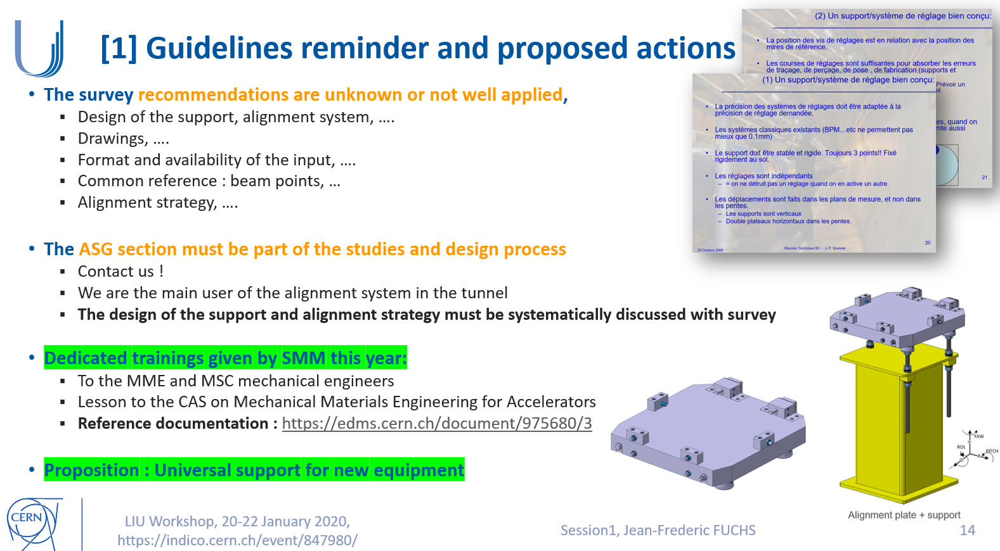 [1] Guidelines reminder and proposed actions
• The survey recommendations are unknown or not well applied,
▪ Design of the support, alignment system, ….
▪ Drawings, ….
▪ Format and availability of the input, ….
▪ Common reference : beam points, …
▪ Alignment strategy, ….
• The ASG section must be part of the studies and design process
▪ Contact us !
▪ We are the main user of the alignment system in the tunnel
▪ The design of the support and alignment strategy must be systematically discussed with survey
• Dedicated trainings given by SMM this year:
▪ To the MME and MSC mechanical engineers
▪ Lesson to the CAS on Mechanical Materials Engineering for Accelerators
▪ Reference documentation : https://edms.cern.ch/document/975680/3
• Proposition : Universal support for new equipment
(2) Un support/système de réglage bien conçu:
• La position des vis de réglages est en relation avec la position des
mires de référence.
• Les courses de réglages sont suffisantes pour absorber les erreurs
de traçage, de perçage, de pose , de fabrication (supports et
Prévoir un
ol.
es, quand on
nte aussi
21
(1) Un support/système de réglage bien conçu:
• La précision des systèmes de réglages doit être adaptée à la
précision de réglage demandée.
• Les systèmes classiques existants (BPM…etc ne permettent pas
mieux que 0.1mm)
• Le support doit être stable et rigide. Toujours 3 points!! Fixé
rigidement au sol.
• Les réglages sont indépendants
– = on ne détruit pas un réglage quand on en active un autre.
• Les déplacements sont faits dans les plans de mesure, et non dans
les pentes.
– Les supports sont verticaux
– Double plateaux horizontaux dans les pentes.
20
29 Octobre 2008
Réunion Technique SU - J.-P. Quesnel
YAW
ROL
PITCH
X
Alignment plate + support
CERN
LIU Workshop, 20-22 January 2020,
https://indico.cern.ch/event/847980/
Session1, Jean-Frederic FUCHS
14